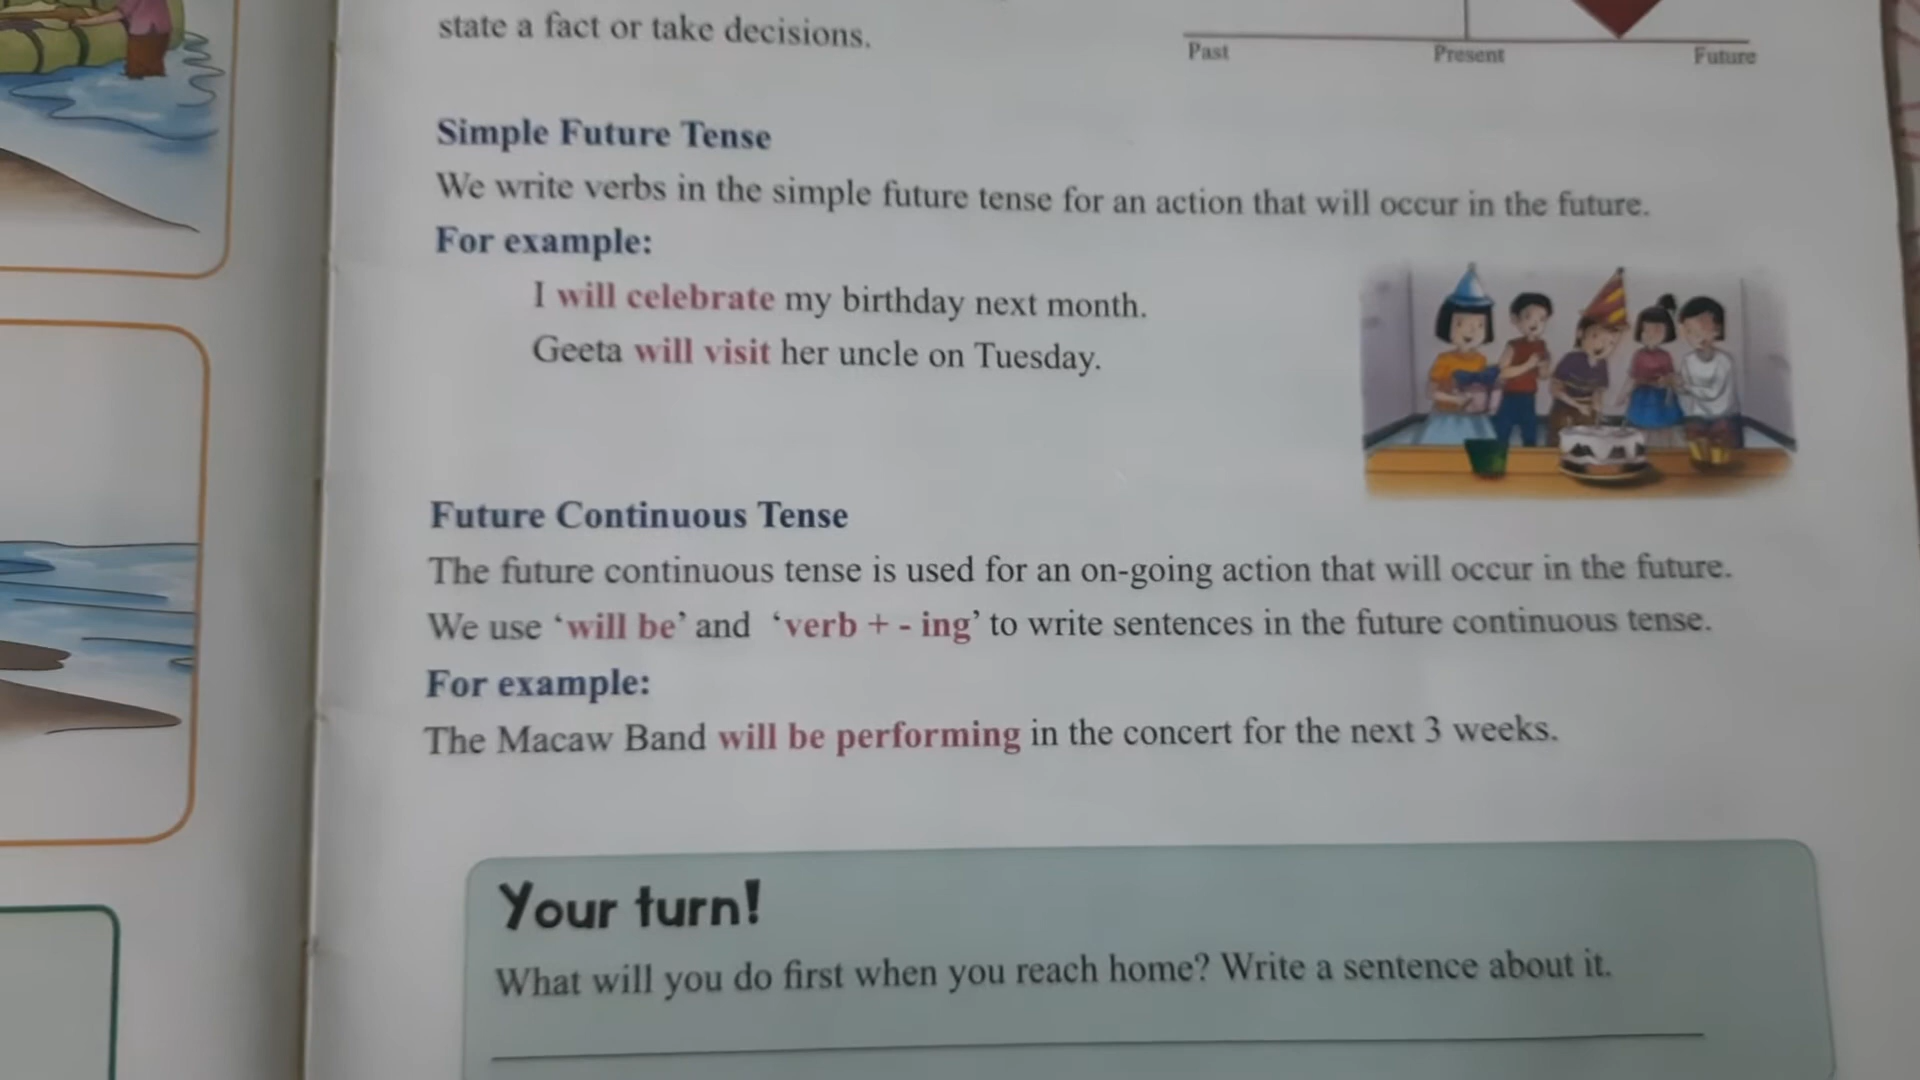 state a fact or take decisions.
Past Present Future
Simple Future Tense
We write verbs in the simple future tense for an action that will occur in the future.
For example:
I will celebrate my birthday next month.
Geeta will visit her uncle on Tuesday.
Future Continuous Tense
The future continuous tense is used for an on-going action that will occur in the future.
We use ‘will be’ and ‘verb + - ing’ to write sentences in the future continuous tense.
For example:
The Macaw Band will be performing in the concert for the next 3 weeks.
Your turn!
What will you do first when you reach home? Write a sentence about it.